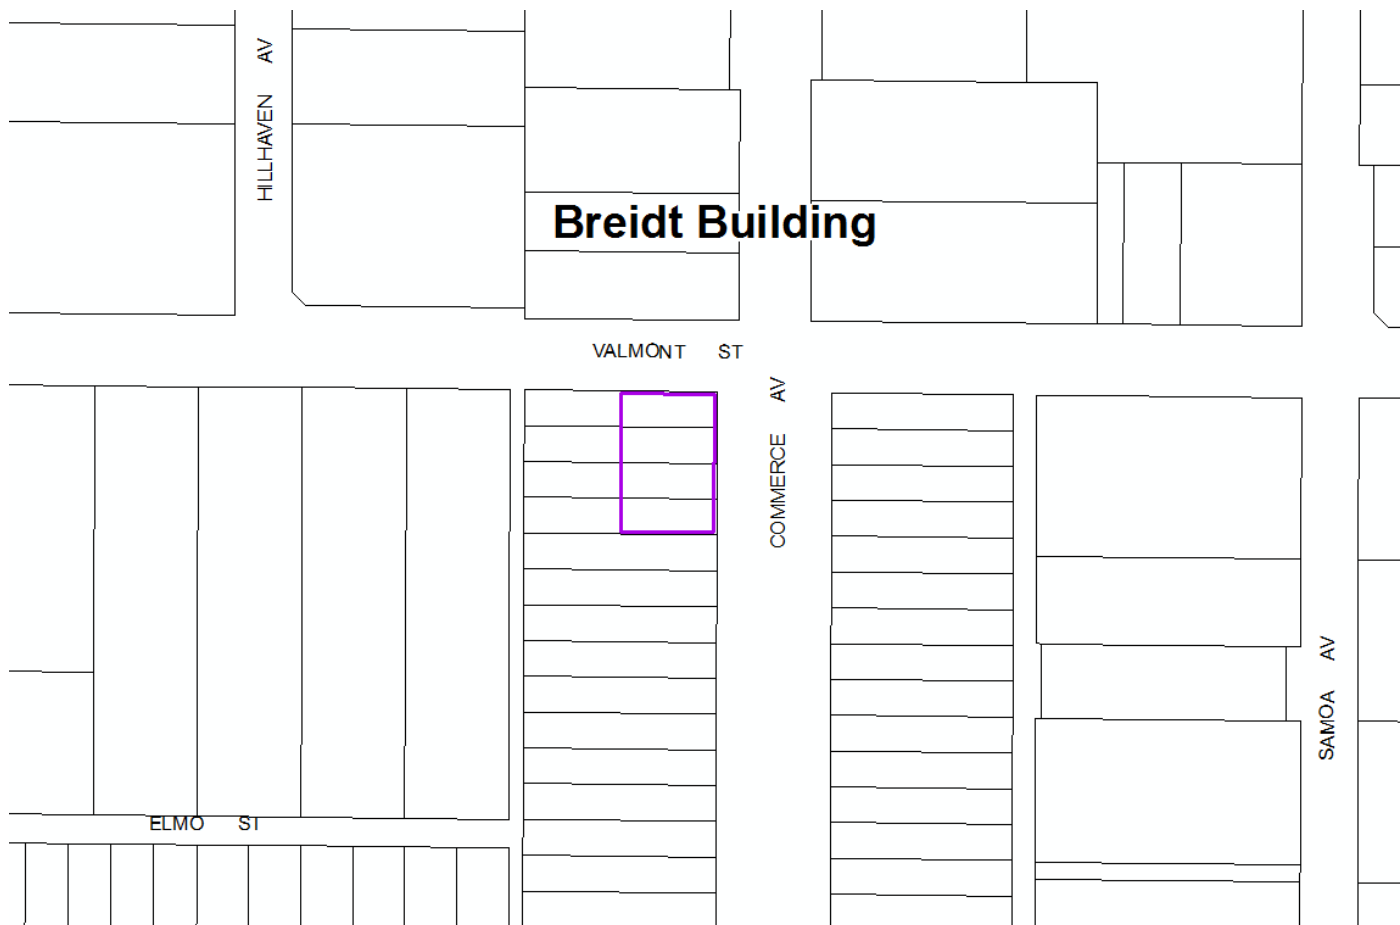 HILLHAVEN AV
Breidt Building
VALMONT ST
COMMERCE AV
SAMOA AV
ELMO ST